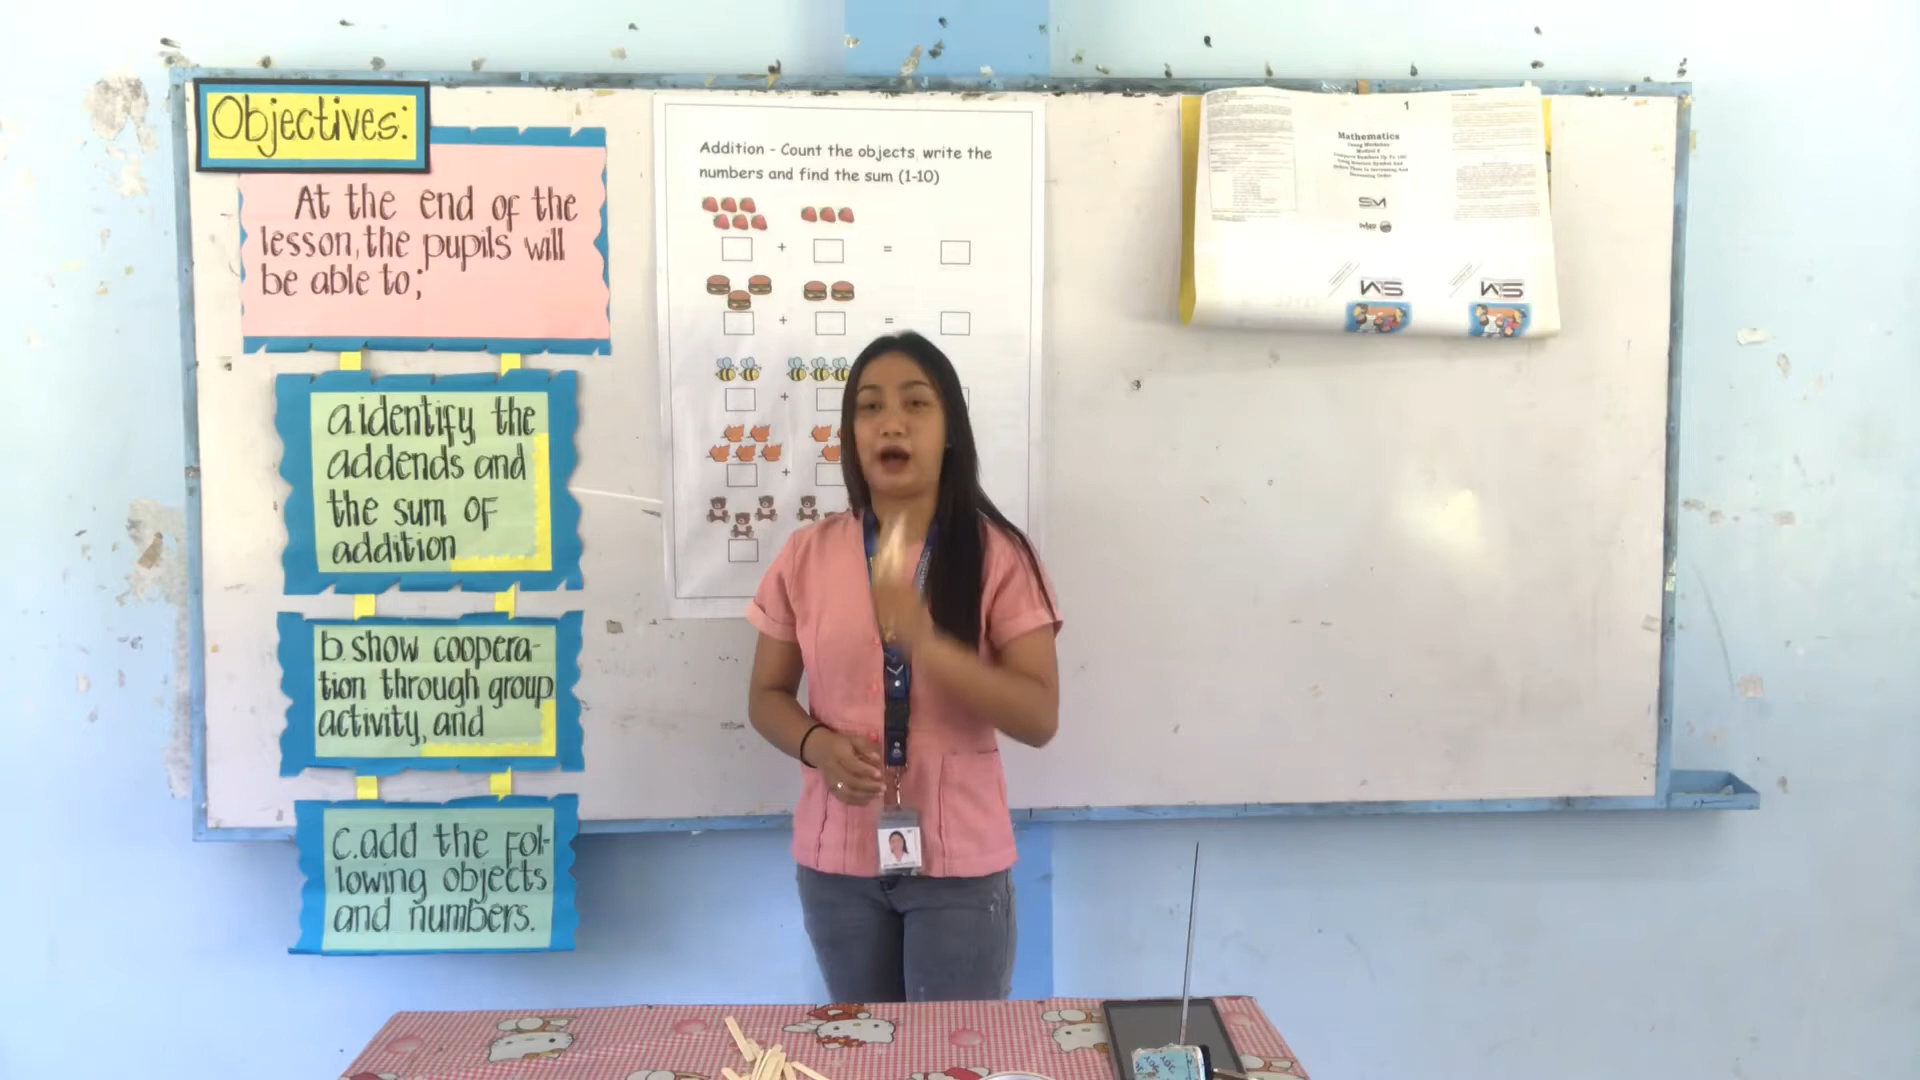 Objectives:
At the end of the
lesson, the pupils will
be able to;
a.identify the
addends and
the sum of
addition
b.show coopera-
tion through group
activity, and
c.add the fol-
lowing objects
and numbers.
Addition - Count the objects, write the
numbers and find the sum (1-10)
+ =
+ =
+
+
1
Mathematics